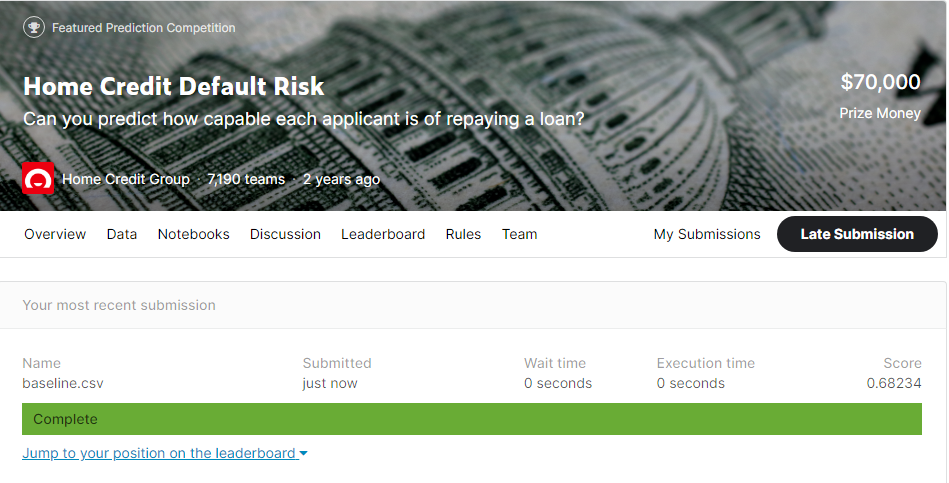 Featured Prediction Competition
Home Credit Default Risk
$70,000
Can you predict how capable each applicant is of repaying a loan?
Prize Money
Home Credit Group · 7,190 teams · 2 years ago
Overview Data Notebooks Discussion Leaderboard Rules Team My Submissions Late Submission
Your most recent submission
Name Submitted Wait time Execution time Score
baseline.csv just now 0 seconds 0 seconds 0.68234
Complete
Jump to your position on the leaderboard